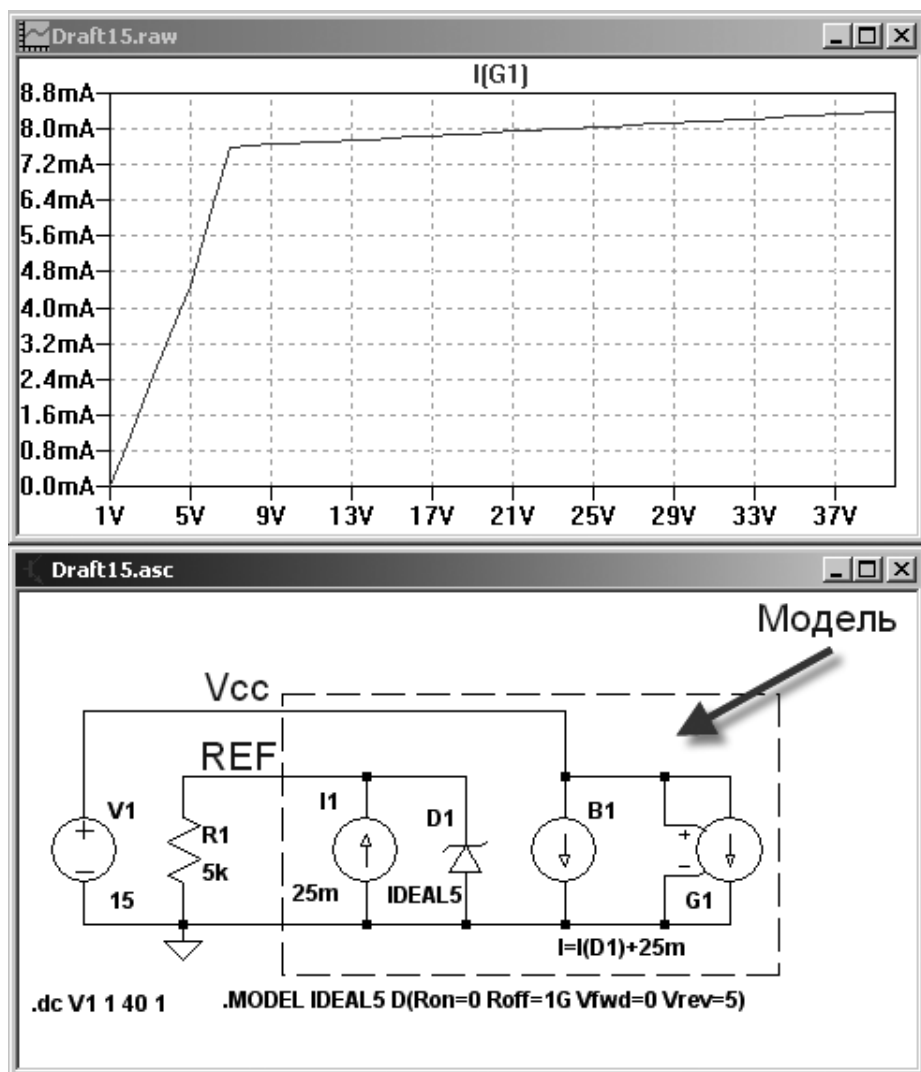 Draft15.raw
I(G1)
8.8mA
8.0mA
7.2mA
6.4mA
5.6mA
4.8mA
4.0mA
3.2mA
2.4mA
1.6mA
0.8mA
0.0mA
1V 5V 9V 13V 17V 21V 25V 29V 33V 37V
Draft15.asc
Модель
Vcc
REF
V1
15
R1
5k
I1
25m
D1
IDEAL5
B1
I=I(D1)+25m
G1
.dc V1 1 40 1
.MODEL IDEAL5 D(Ron=0 Roff=1G Vfwd=0 Vrev=5)